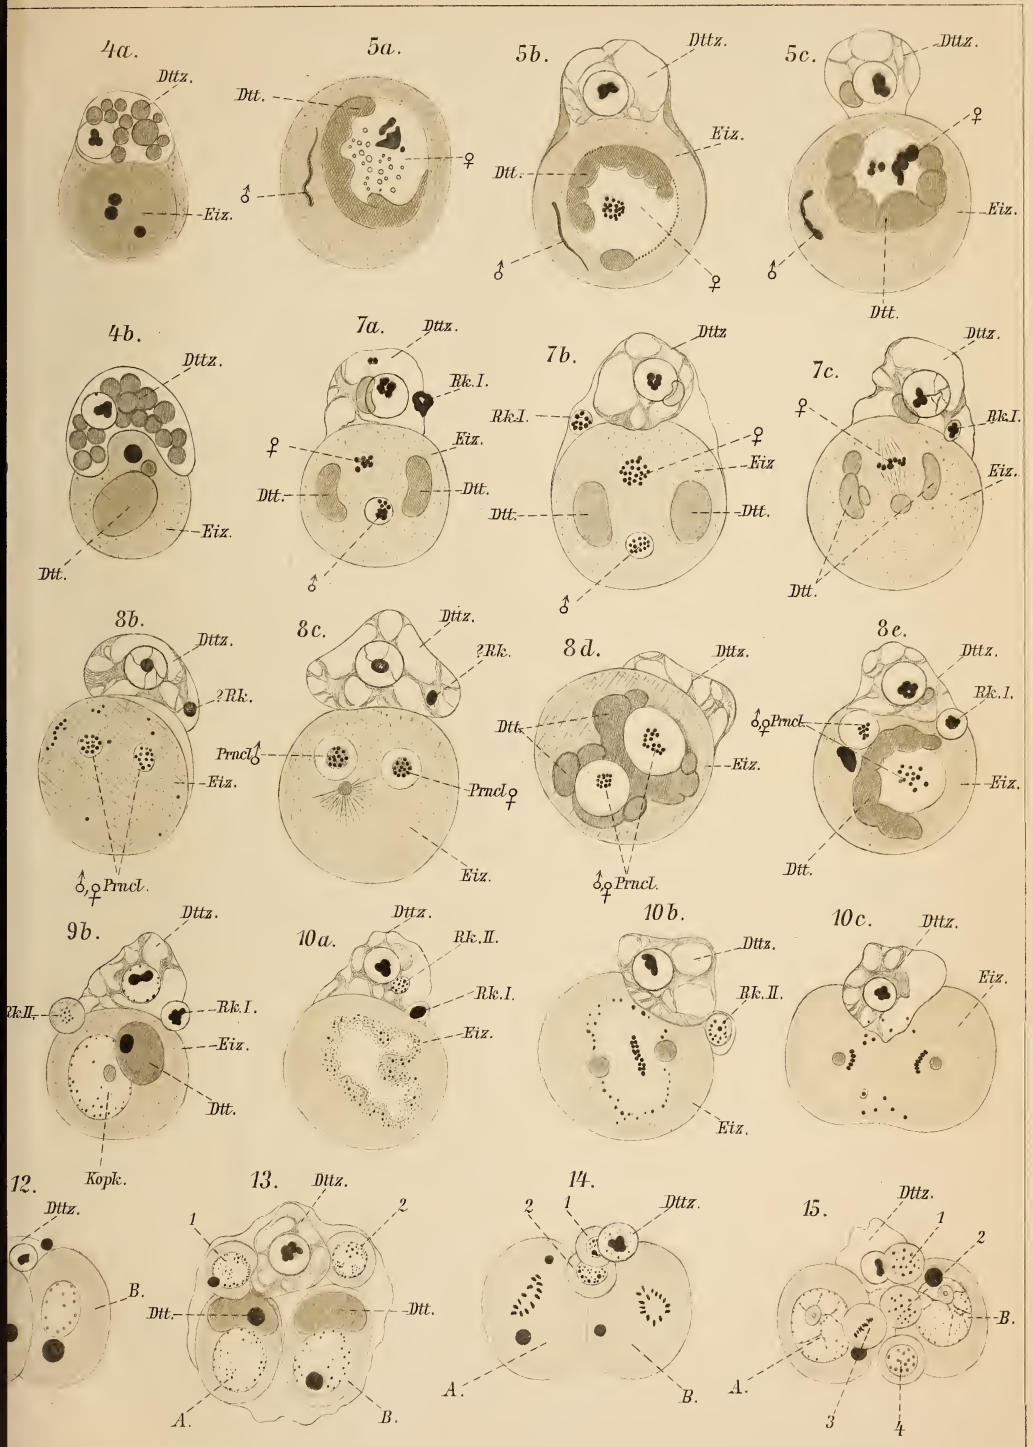 4a.
Dttz.
Eiz.
5a.
Dtt.
♀
♂
5b.
Dttz.
Eiz.
Dtt.
♂
♀
5c.
Dttz.
♀
Eiz.
♂
Dtt.
4b.
Dttz.
Eiz.
Dtt.
7a.
Dttz.
Rk.I.
♀
Eiz.
Dtt.
Dtt.
♂
7b.
Dttz
Rk.I.
♀
Eiz
Dtt.
Dtt.
♂
7c.
Dttz.
♀
Rk.I.
Eiz.
Dtt.
8b.
Dttz.
?Rk.
Eiz.
♂,♀ Prncl.
8c.
Dttz.
?Rk.
Prncl♂
Prncl♀
Eiz.
8d.
Dttz.
Dtt.
Eiz.
♂,♀ Prncl.
8e.
Dttz.
Rk.I.
♂,♀ Prncl.
Eiz.
Dtt.
9b.
Dttz.
Rk.II.
Rk.I.
Eiz.
Dtt.
Kopk.
10a.
Dttz.
Rk.II.
Rk.I.
Eiz.
10b.
Dttz.
Rk.II.
Eiz.
10c.
Dttz.
Eiz.
12.
Dttz.
B.
13.
Dttz.
1
2
Dtt.
Dtt.
A.
B.
14.
1
2
Dttz.
A.
B.
15.
Dttz.
1
2
B.
A.
3
4